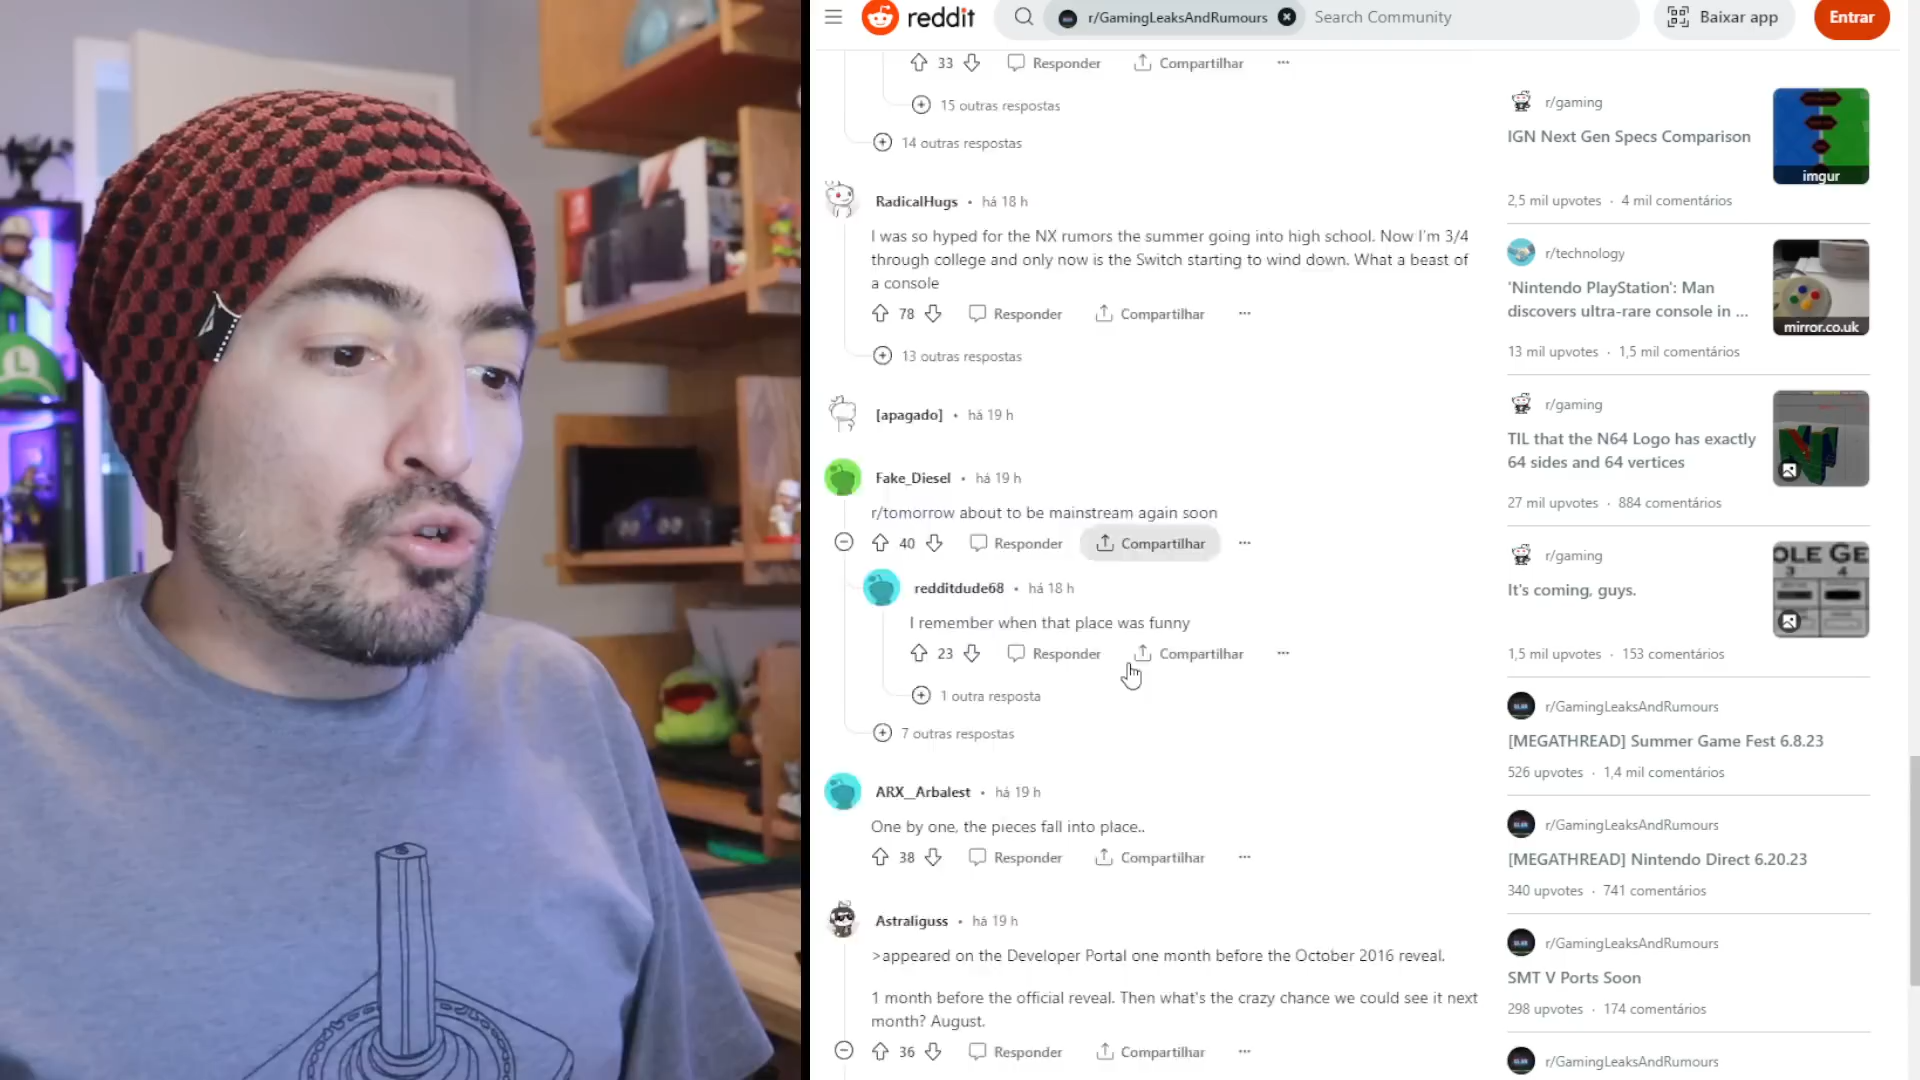 reddit
r/GamingLeaksAndRumours
Search Community
Baixar app
Entrar
33
Responder
Compartilhar
15 outras respostas
14 outras respostas
RadicalHugs • há 18 h
I was so hyped for the NX rumors the summer going into high school. Now I'm 3/4
through college and only now is the Switch starting to wind down. What a beast of
a console
78
Responder
Compartilhar
13 outras respostas
[apagado] • há 19 h
Fake_Diesel • há 19 h
r/tomorrow about to be mainstream again soon
40
Responder
Compartilhar
redditdude68 • há 18 h
I remember when that place was funny
23
Responder
Compartilhar
1 outra resposta
7 outras respostas
ARX__Arbalest • há 19 h
One by one, the pieces fall into place..
38
Responder
Compartilhar
Astraliguss • há 19 h
>appeared on the Developer Portal one month before the October 2016 reveal.
1 month before the official reveal. Then what's the crazy chance we could see it next
month? August.
36
Responder
Compartilhar
r/gaming
IGN Next Gen Specs Comparison
imgur
2,5 mil upvotes · 4 mil comentários
r/technology
'Nintendo PlayStation': Man
discovers ultra-rare console in ...
mirror.co.uk
13 mil upvotes · 1,5 mil comentários
r/gaming
TIL that the N64 Logo has exactly
64 sides and 64 vertices
27 mil upvotes · 884 comentários
r/gaming
It's coming, guys.
OLE GE
3 4
1,5 mil upvotes · 153 comentários
r/GamingLeaksAndRumours
[MEGATHREAD] Summer Game Fest 6.8.23
526 upvotes · 1,4 mil comentários
r/GamingLeaksAndRumours
[MEGATHREAD] Nintendo Direct 6.20.23
340 upvotes · 741 comentários
r/GamingLeaksAndRumours
SMT V Ports Soon
298 upvotes · 174 comentários
r/GamingLeaksAndRumours
L